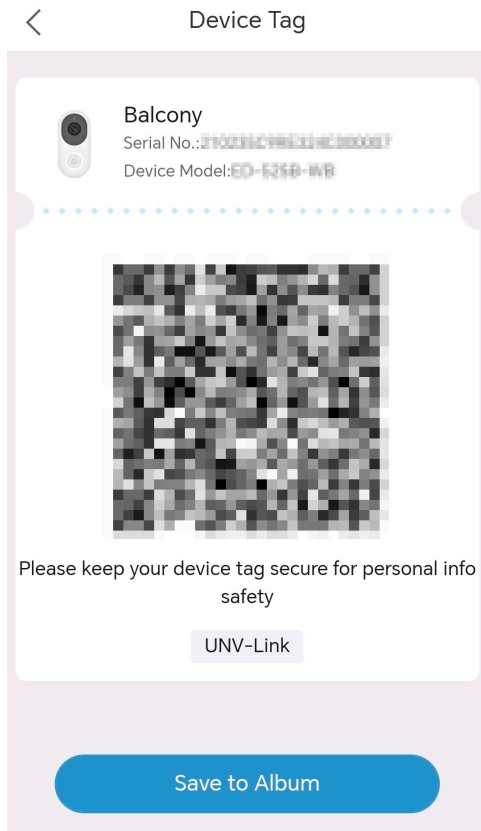 Device Tag
Balcony
Serial No.:
Device Model:
Please keep your device tag secure for personal info
safety
UNV-Link
Save to Album